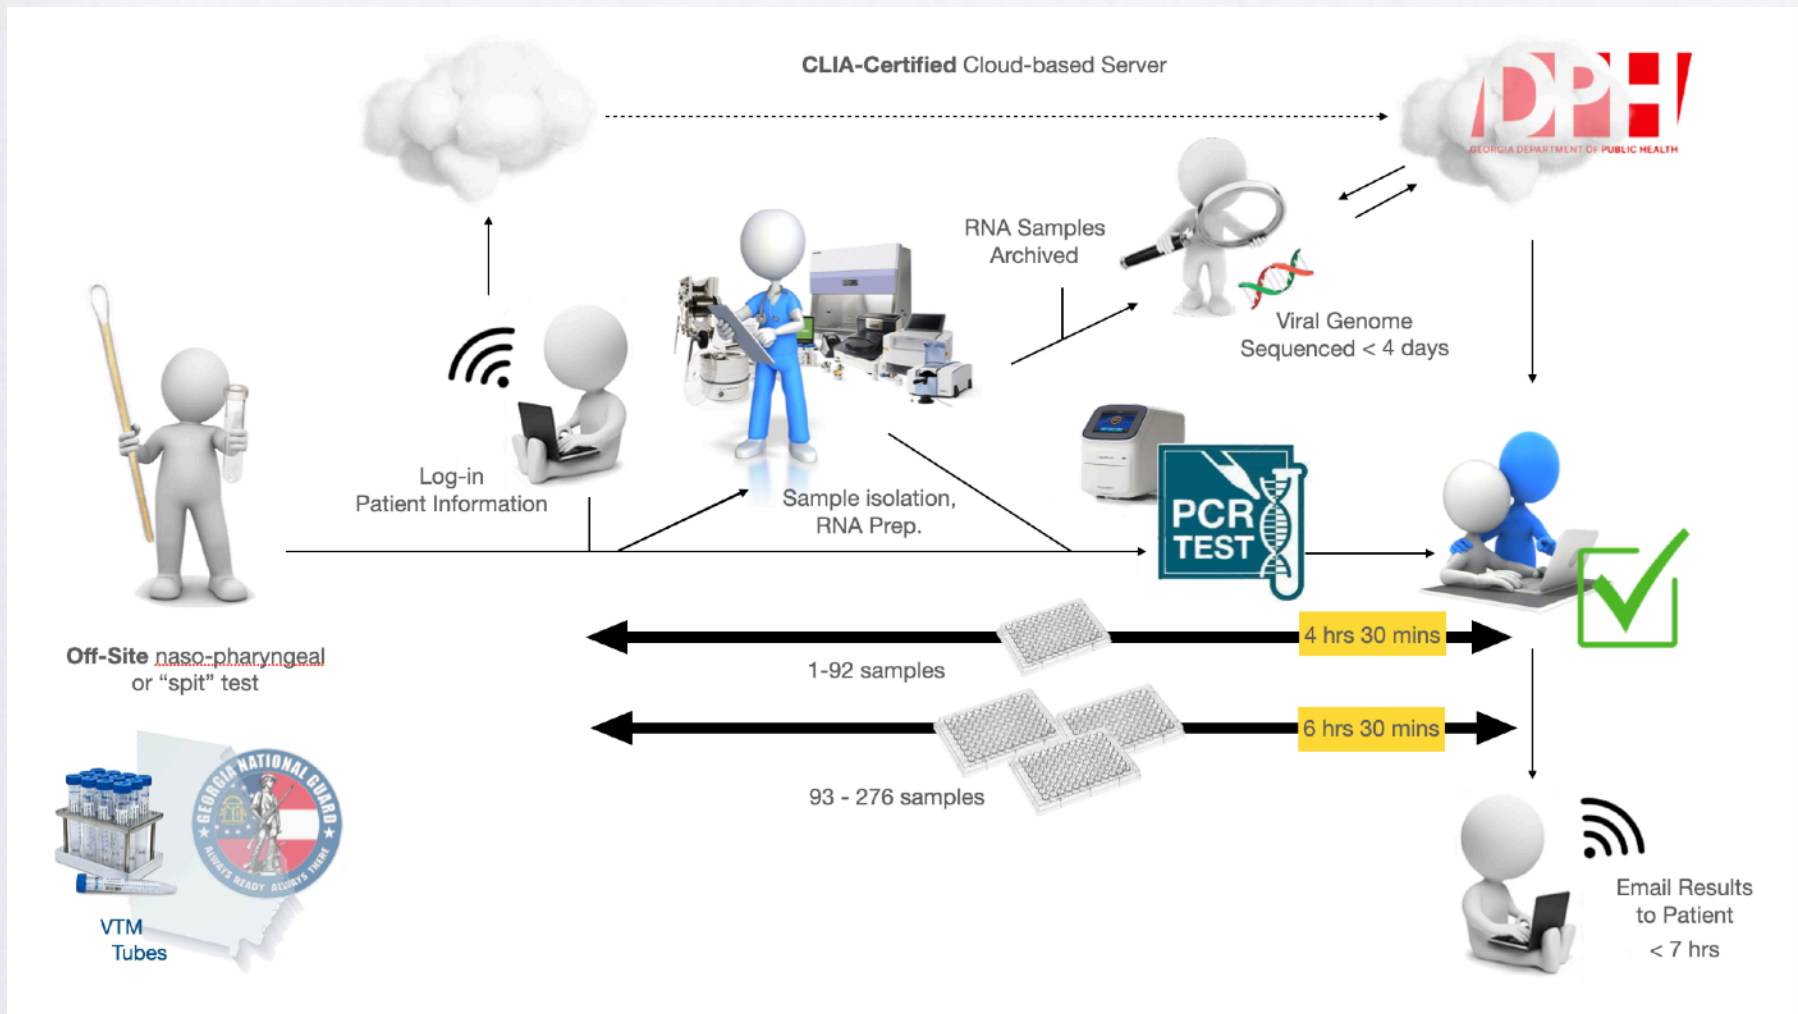 CLIA-Certified Cloud-based Server
DPH
GEORGIA DEPARTMENT OF PUBLIC HEALTH
RNA Samples
Archived
Viral Genome
Sequenced < 4 days
Log-in
Patient Information
Sample isolation,
RNA Prep.
PCR
TEST
Off-Site naso-pharyngeal
or “spit” test
4 hrs 30 mins
1-92 samples
6 hrs 30 mins
93 - 276 samples
GEORGIA NATIONAL GUARD
ALWAYS READY ALWAYS THERE
VTM
Tubes
Email Results
to Patient
< 7 hrs